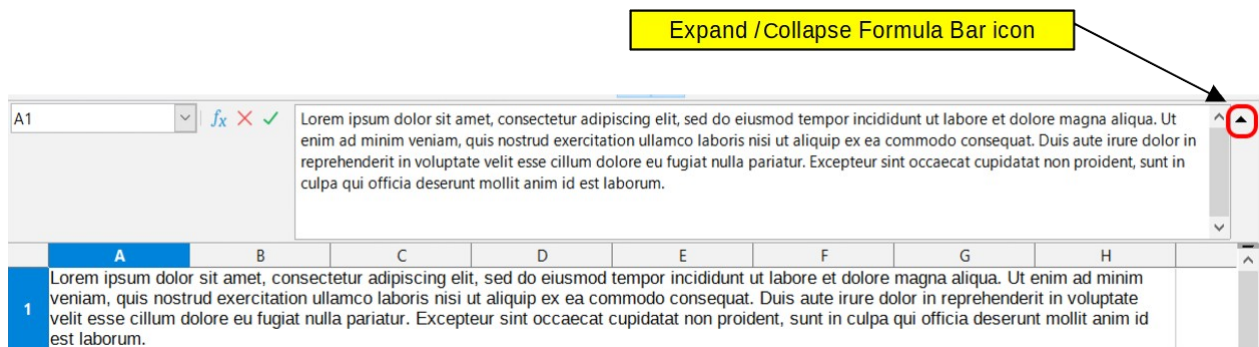 Expand / Collapse Formula Bar icon
A1
fx
Lorem ipsum dolor sit amet, consectetur adipiscing elit, sed do eiusmod tempor incididunt ut labore et dolore magna aliqua. Ut
enim ad minim veniam, quis nostrud exercitation ullamco laboris nisi ut aliquip ex ea commodo consequat. Duis aute irure dolor in
reprehenderit in voluptate velit esse cillum dolore eu fugiat nulla pariatur. Excepteur sint occaecat cupidatat non proident, sunt in
culpa qui officia deserunt mollit anim id est laborum.
A B C D E F G H
1
Lorem ipsum dolor sit amet, consectetur adipiscing elit, sed do eiusmod tempor incididunt ut labore et dolore magna aliqua. Ut enim ad minim
veniam, quis nostrud exercitation ullamco laboris nisi ut aliquip ex ea commodo consequat. Duis aute irure dolor in reprehenderit in voluptate
velit esse cillum dolore eu fugiat nulla pariatur. Excepteur sint occaecat cupidatat non proident, sunt in culpa qui officia deserunt mollit anim id
est laborum.